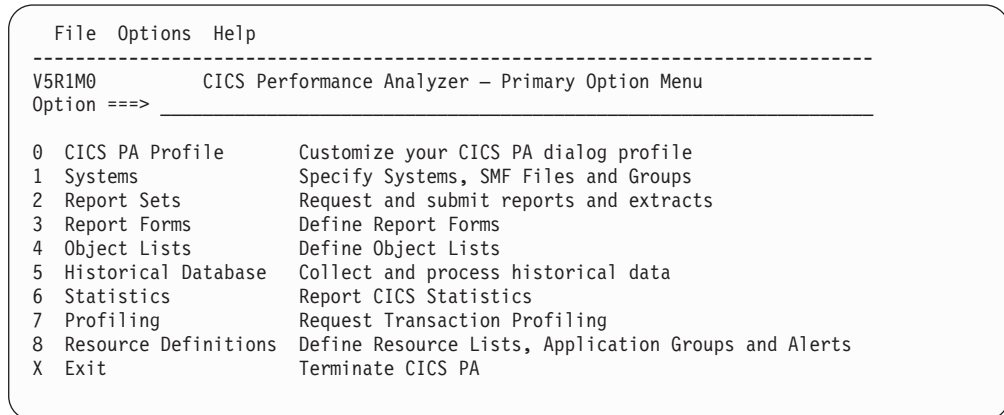 File Options Help
--------------------------------------------------------------------------------
V5R1M0 CICS Performance Analyzer – Primary Option Menu
Option ===> ____________________________________________________________________
0 CICS PA Profile Customize your CICS PA dialog profile
1 Systems Specify Systems, SMF Files and Groups
2 Report Sets Request and submit reports and extracts
3 Report Forms Define Report Forms
4 Object Lists Define Object Lists
5 Historical Database Collect and process historical data
6 Statistics Report CICS Statistics
7 Profiling Request Transaction Profiling
8 Resource Definitions Define Resource Lists, Application Groups and Alerts
X Exit Terminate CICS PA